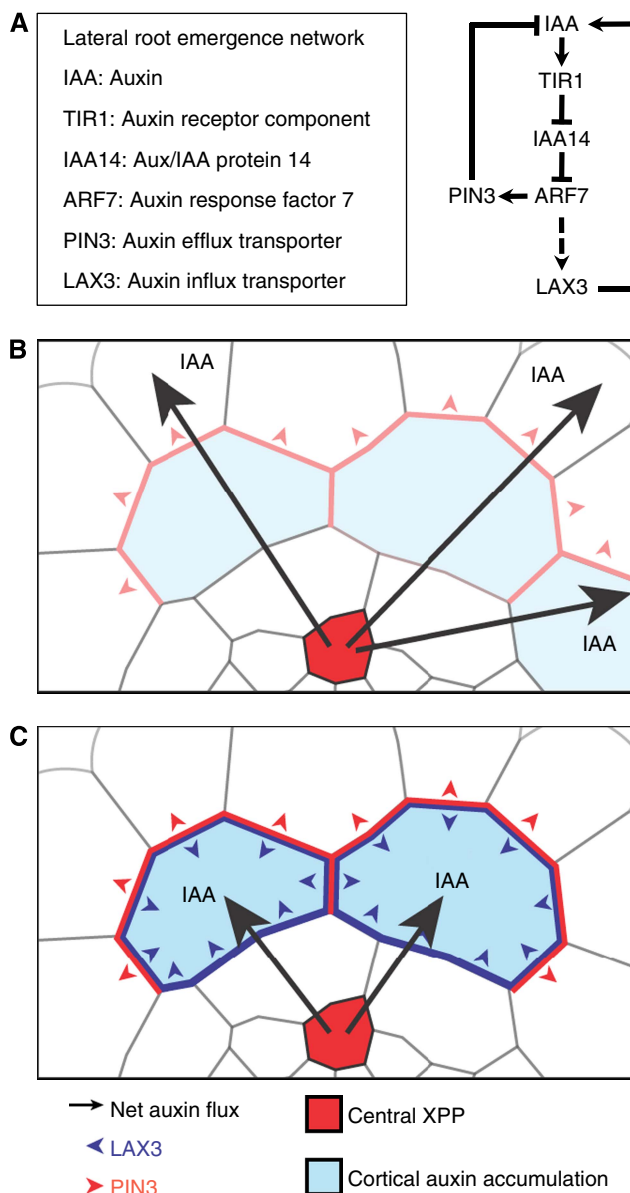 A
Lateral root emergence network
IAA: Auxin
TIR1: Auxin receptor component
IAA14: Aux/IAA protein 14
ARF7: Auxin response factor 7
PIN3: Auxin efflux transporter
LAX3: Auxin influx transporter
IAA
TIR1
IAA14
PIN3 ARF7
LAX3
B
IAA
IAA
IAA
C
IAA
IAA
Net auxin flux
LAX3
PIN3
Central XPP
Cortical auxin accumulation